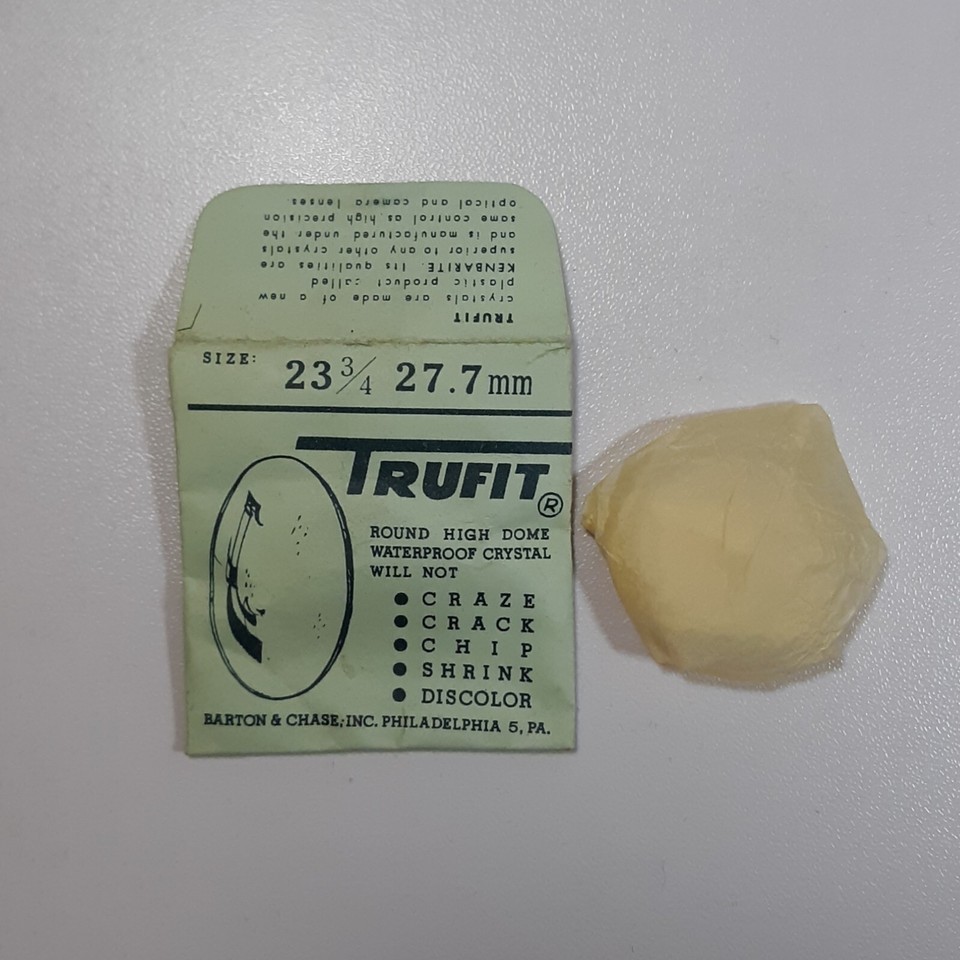 TRUFIT
crystals are made of a new
plastic product called
KENBARITE. Its qualities are
superior to any other crystals
and is manufactured under the
same control as high precision
optical and camera lenses
SIZE: 23 3/4 27.7mm
TRUFIT®
ROUND HIGH DOME
WATERPROOF CRYSTAL
WILL NOT
● CRAZE
● CRACK
● CHIP
● SHRINK
● DISCOLOR
BARTON & CHASE, INC. PHILADELPHIA 5, PA.